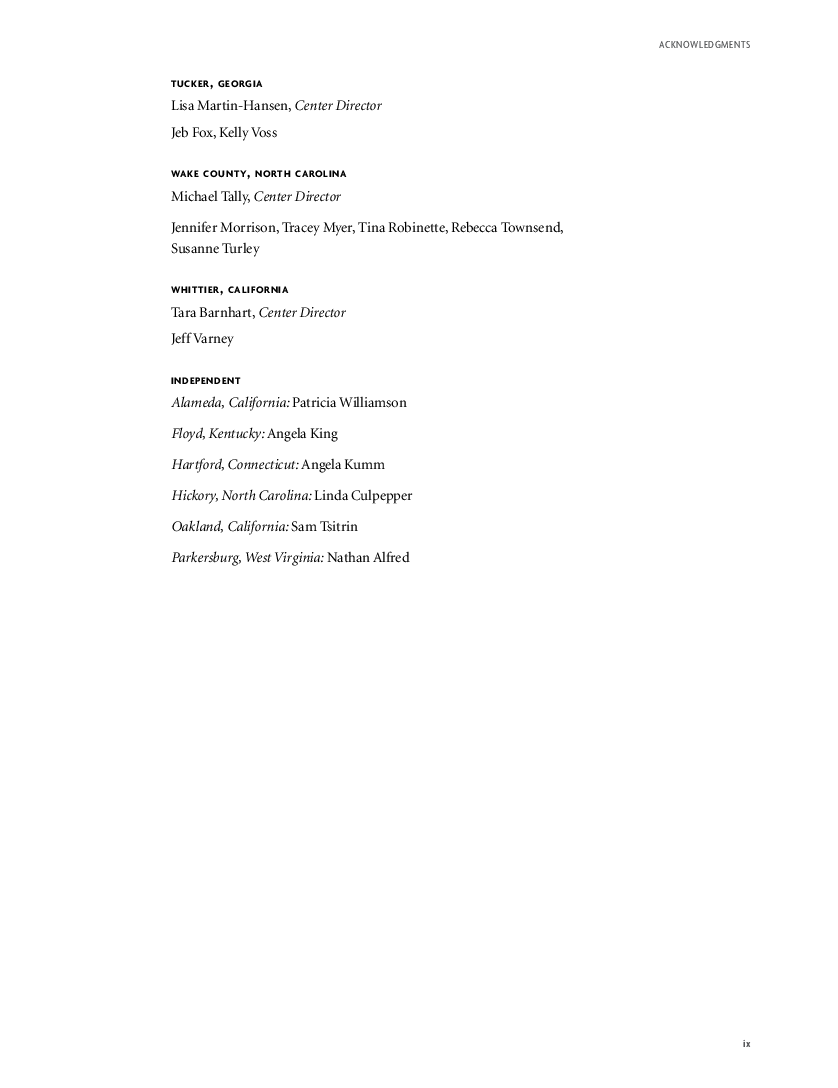 ACKNOWLEDGMENTS
TUCKER, GEORGIA
Lisa Martin-Hansen, Center Director
Jeb Fox, Kelly Voss
WAKE COUNTY, NORTH CAROLINA
Michael Tally, Center Director
Jennifer Morrison, Tracey Myer, Tina Robinette, Rebecca Townsend,
Susanne Turley
WHITTIER, CALIFORNIA
Tara Barnhart, Center Director
Jeff Varney
INDEPENDENT
Alameda, California: Patricia Williamson
Floyd, Kentucky: Angela King
Hartford, Connecticut: Angela Kumm
Hickory, North Carolina: Linda Culpepper
Oakland, California: Sam Tsitrin
Parkersburg, West Virginia: Nathan Alfred
ix